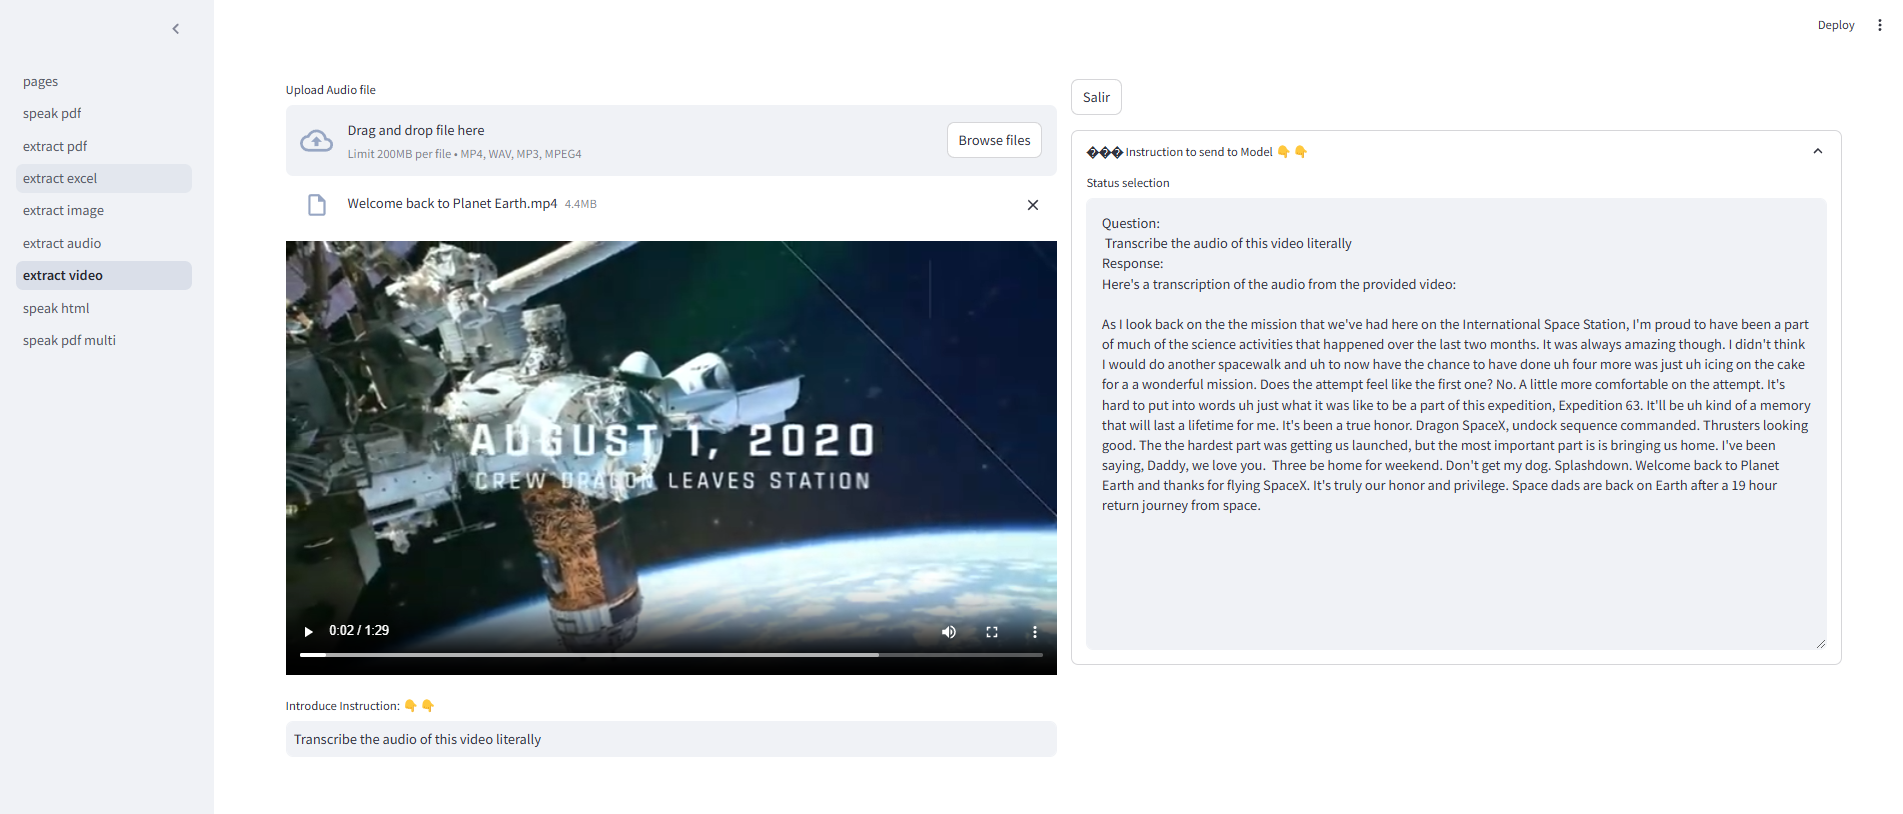 Deploy
pages
speak pdf
extract pdf
extract excel
extract image
extract audio
extract video
speak html
speak pdf multi
Upload Audio file
Drag and drop file here
Limit 200MB per file • MP4, WAV, MP3, MPEG4
Browse files
Welcome back to Planet Earth.mp4 4.4MB
AUGUST 1, 2020
CREW DRAGON LEAVES STATION
0:02 / 1:29
Introduce Instruction: 👇 👇
Transcribe the audio of this video literally
Salir
��� Instruction to send to Model 👇 👇
Status selection
Question:
Transcribe the audio of this video literally
Response:
Here's a transcription of the audio from the provided video:
As I look back on the the mission that we've had here on the International Space Station, I'm proud to have been a part
of much of the science activities that happened over the last two months. It was always amazing though. I didn't think
I would do another spacewalk and uh to now have the chance to have done uh four more was just uh icing on the cake
for a a wonderful mission. Does the attempt feel like the first one? No. A little more comfortable on the attempt. It's
hard to put into words uh just what it was like to be a part of this expedition, Expedition 63. It'll be uh kind of a memory
that will last a lifetime for me. It's been a true honor. Dragon SpaceX, undock sequence commanded. Thrusters looking
good. The the hardest part was getting us launched, but the most important part is is bringing us home. I've been
saying, Daddy, we love you.  Three be home for weekend. Don't get my dog. Splashdown. Welcome back to Planet
Earth and thanks for flying SpaceX. It's truly our honor and privilege. Space dads are back on Earth after a 19 hour
return journey from space.